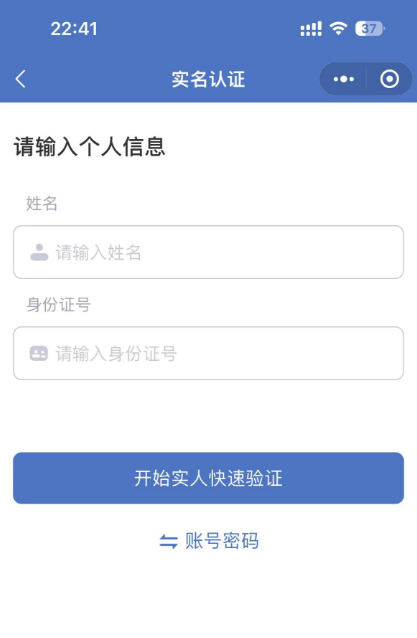 22:41
37
实名认证
请输入个人信息
姓名
请输入姓名
身份证号
请输入身份证号
开始实人快速验证
账号密码